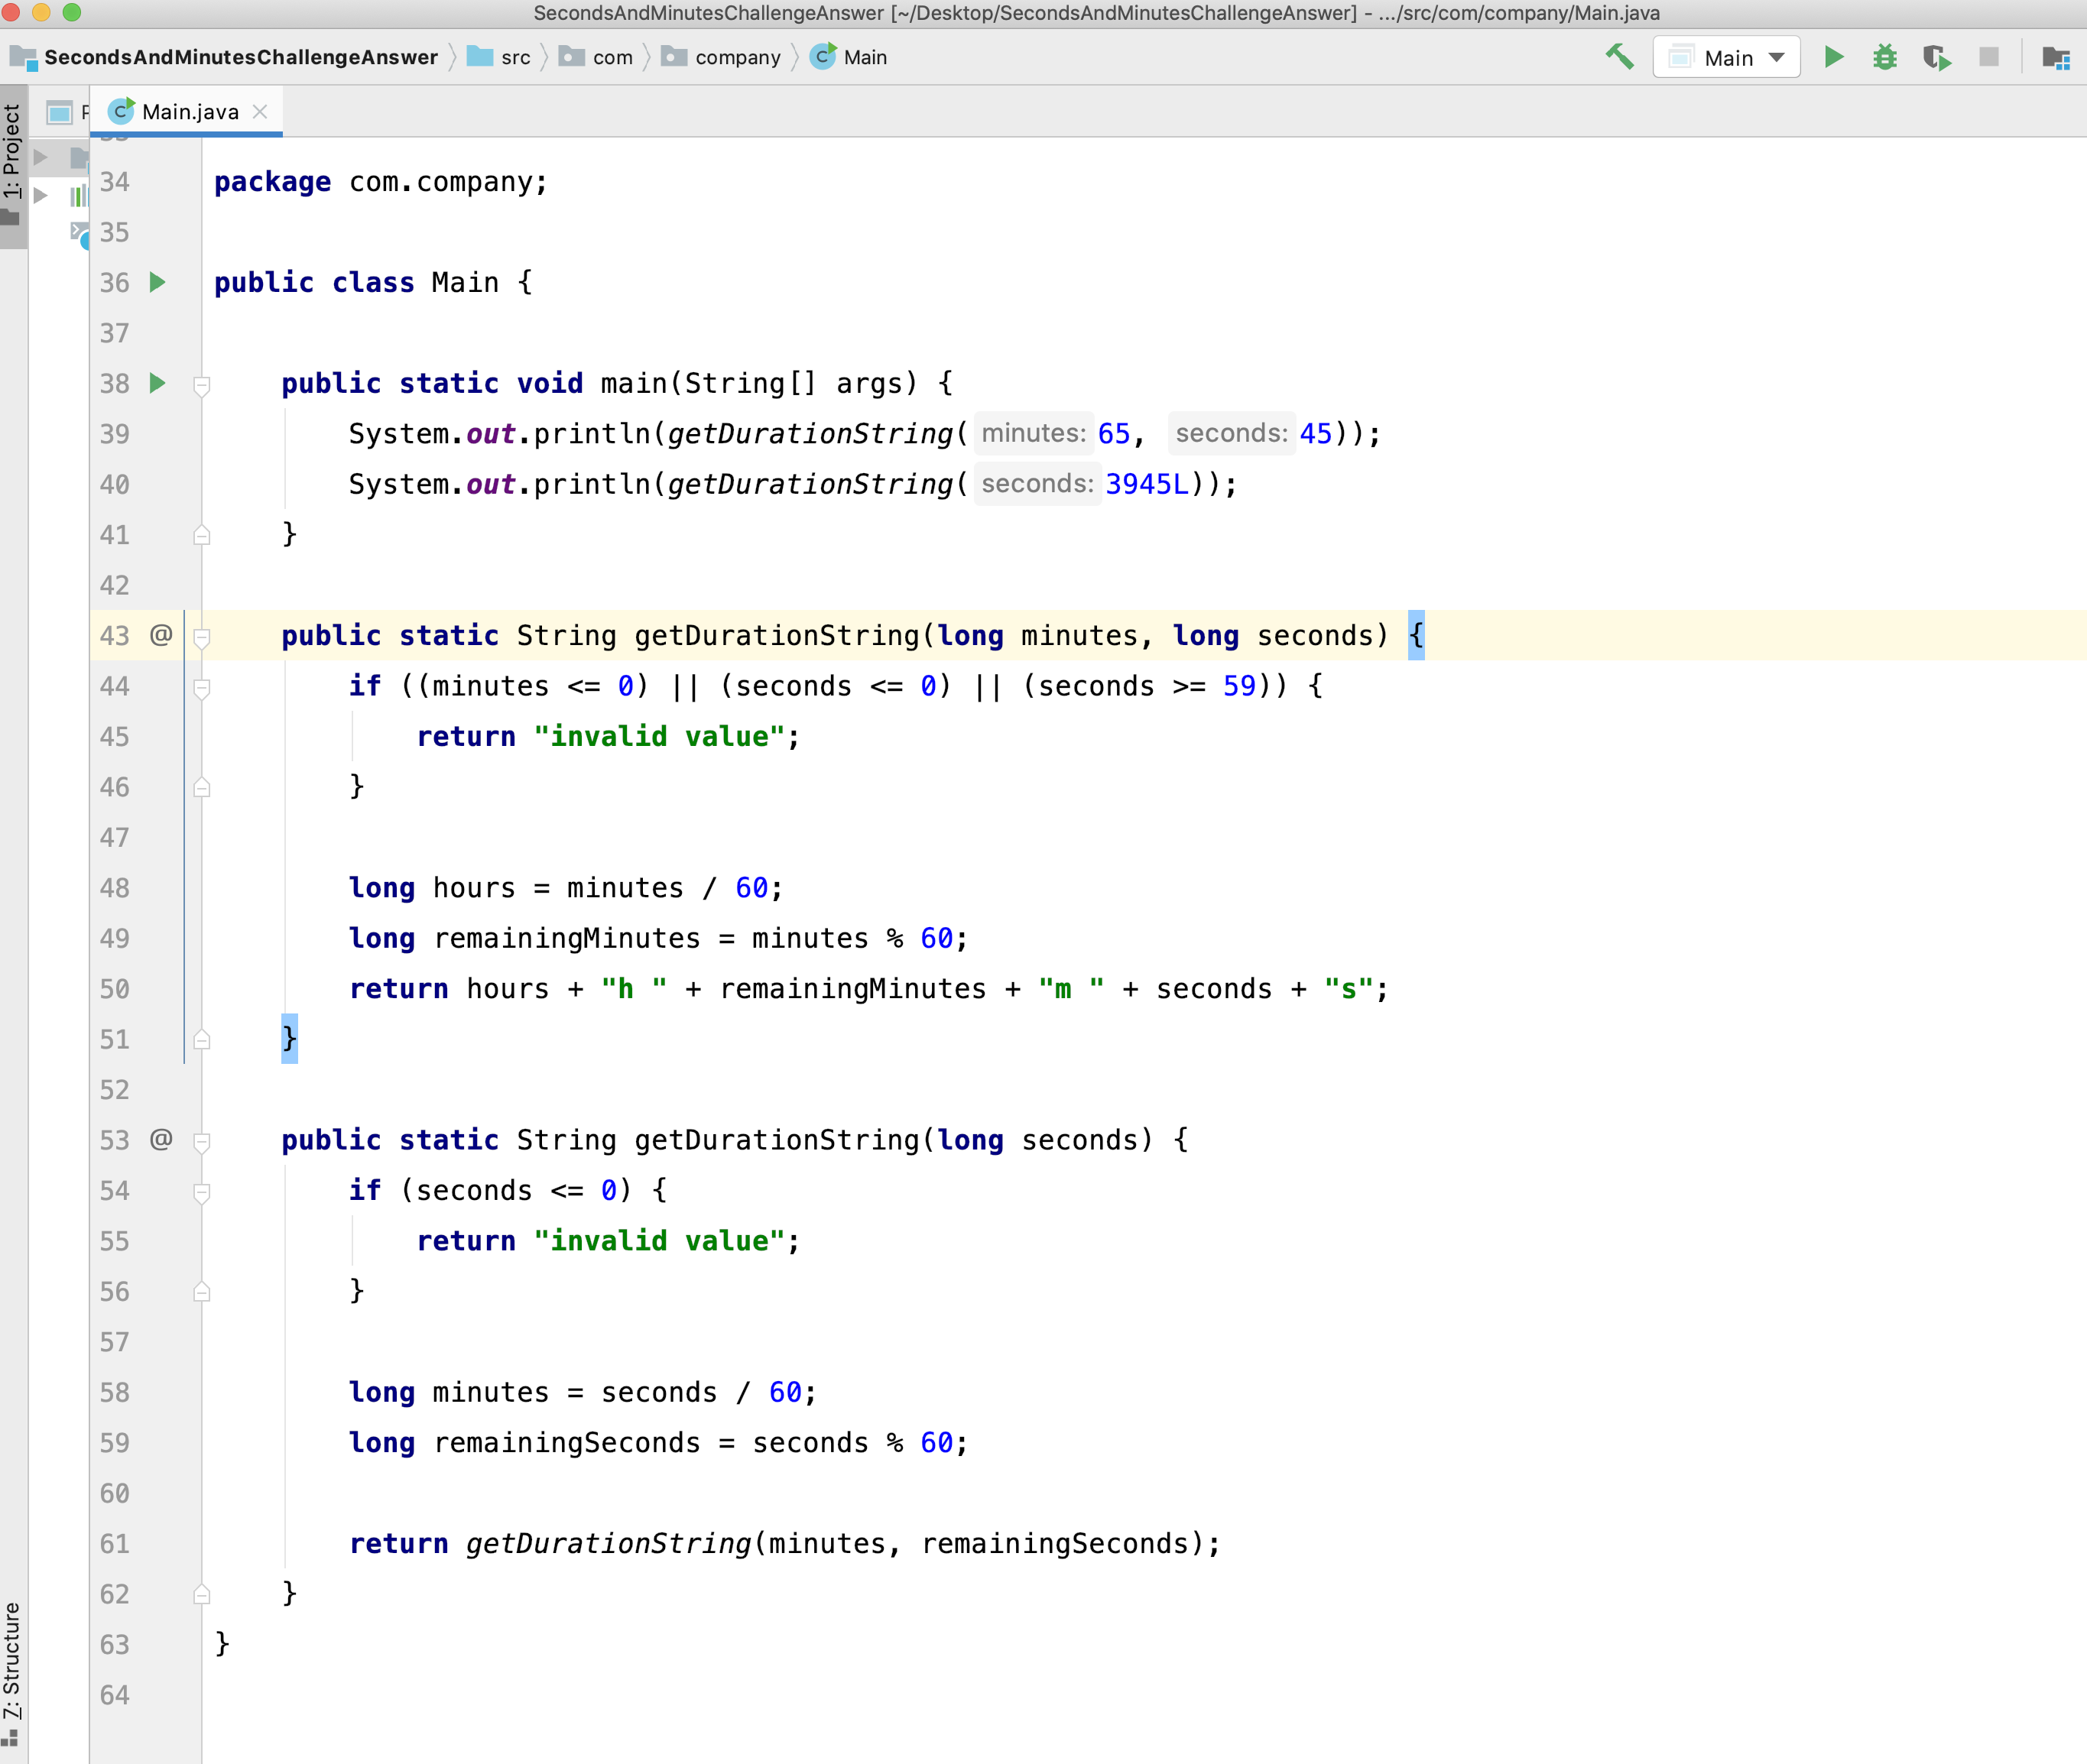 SecondsAndMinutesChallengeAnswer [~/Desktop/SecondsAndMinutesChallengeAnswer] - .../src/com/company/Main.java
SecondsAndMinutesChallengeAnswer src com company Main Main
1: Project
P Main.java
34 package com.company;
35
36 public class Main {
37
38 public static void main(String[] args) {
39 System.out.println(getDurationString( minutes: 65, seconds: 45));
40 System.out.println(getDurationString( seconds: 3945L));
41 }
42
43 @ public static String getDurationString(long minutes, long seconds) {
44 if ((minutes <= 0) || (seconds <= 0) || (seconds >= 59)) {
45 return "invalid value";
46 }
47
48 long hours = minutes / 60;
49 long remainingMinutes = minutes % 60;
50 return hours + "h " + remainingMinutes + "m " + seconds + "s";
51 }
52
53 @ public static String getDurationString(long seconds) {
54 if (seconds <= 0) {
55 return "invalid value";
56 }
57
58 long minutes = seconds / 60;
59 long remainingSeconds = seconds % 60;
60
61 return getDurationString(minutes, remainingSeconds);
62 }
63 }
64
7: Structure